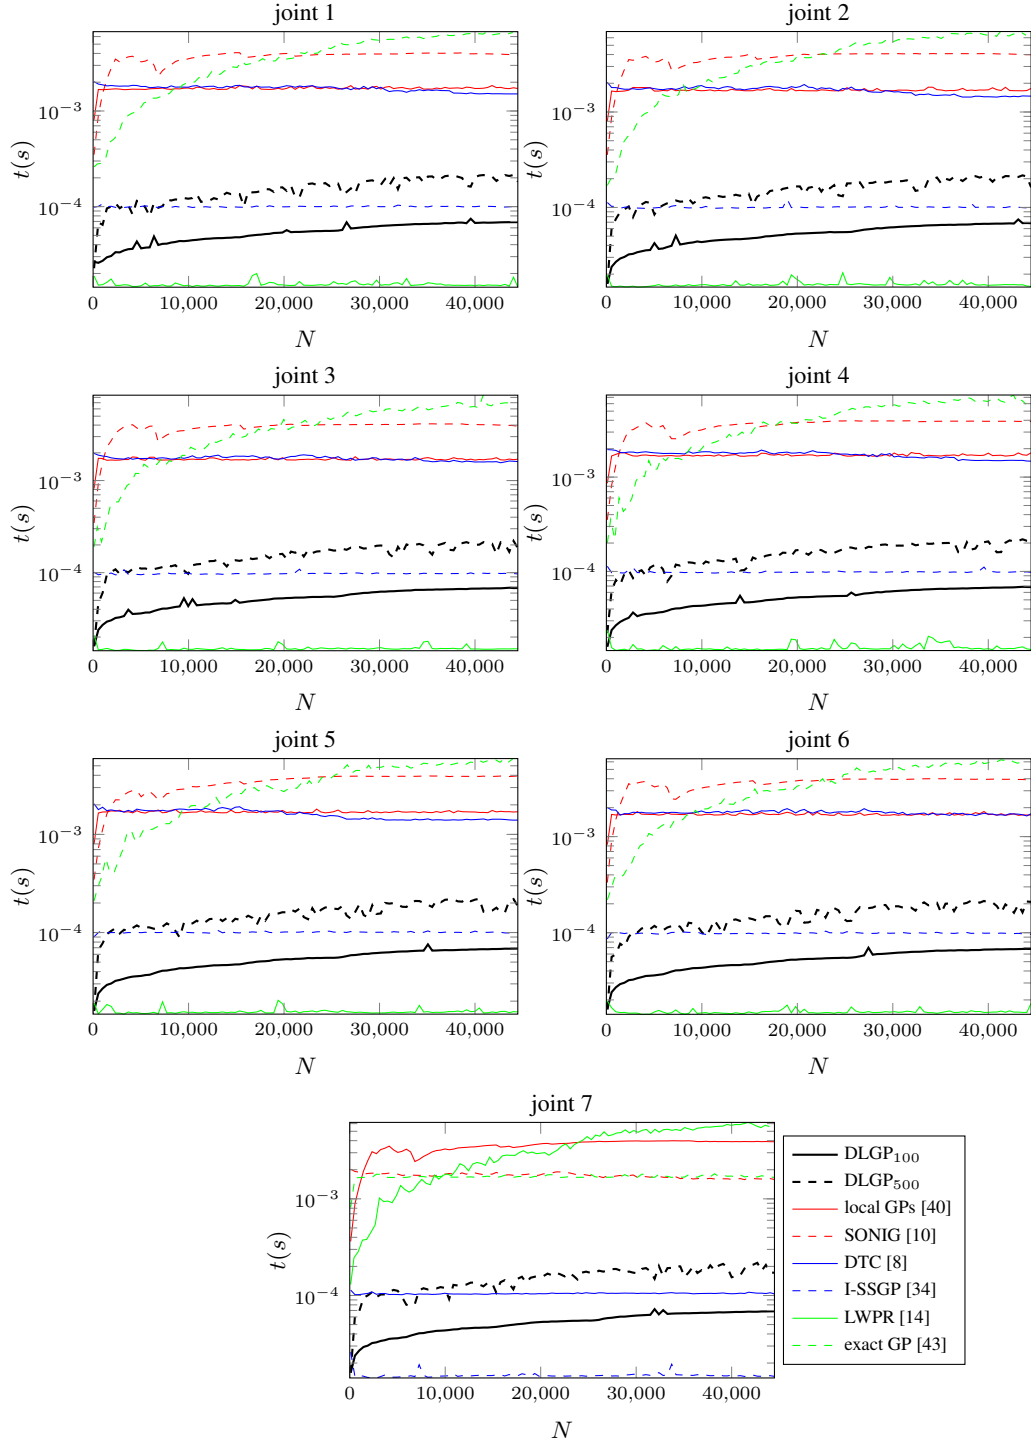 joint 1
joint 2
10⁻³
10⁻⁴
t(s)
0
10,000
20,000
30,000
40,000
N
10⁻³
10⁻⁴
t(s)
0
10,000
20,000
30,000
40,000
N
joint 3
joint 4
10⁻³
10⁻⁴
t(s)
0
10,000
20,000
30,000
40,000
N
10⁻³
10⁻⁴
t(s)
0
10,000
20,000
30,000
40,000
N
joint 5
joint 6
10⁻³
10⁻⁴
t(s)
0
10,000
20,000
30,000
40,000
N
10⁻³
10⁻⁴
t(s)
0
10,000
20,000
30,000
40,000
N
joint 7
10⁻³
10⁻⁴
t(s)
0
10,000
20,000
30,000
40,000
N
DLGP₁₀₀
DLGP₅₀₀
local GPs [40]
SONIG [10]
DTC [8]
I-SSGP [34]
LWPR [14]
exact GP [43]